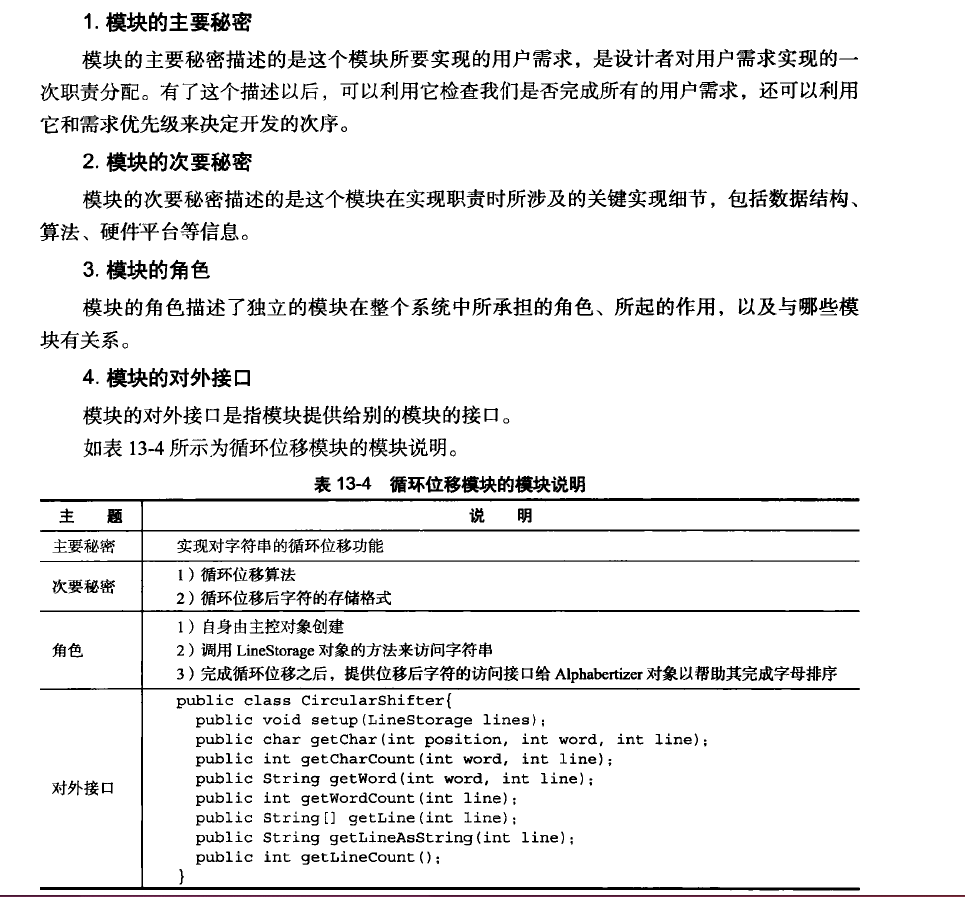 1. 模块的主要秘密
模块的主要秘密描述的是这个模块所要实现的用户需求，是设计者对用户需求实现的一
次职责分配。有了这个描述以后，可以利用它检查我们是否完成所有的用户需求，还可以利用
它和需求优先级来决定开发的次序。
2. 模块的次要秘密
模块的次要秘密描述的是这个模块在实现职责时所涉及的关键实现细节，包括数据结构、
算法、硬件平台等信息。
3. 模块的角色
模块的角色描述了独立的模块在整个系统中所承担的角色、所起的作用，以及与哪些模
块有关系。
4. 模块的对外接口
模块的对外接口是指模块提供给别的模块的接口。
如表 13-4 所示为循环位移模块的模块说明。
表 13-4 循环位移模块的模块说明
主 题 说 明
主要秘密 实现对字符串的循环位移功能
次要秘密 1）循环位移算法
2）循环位移后字符的存储格式
角色 1）自身由主控对象创建
2）调用 LineStorage 对象的方法来访问字符串
3）完成循环位移之后，提供位移后字符的访问接口给 Alphabertizer 对象以帮助其完成字母排序
对外接口 public class CircularShifter{
public void setup(LineStorage lines);
public char getChar(int position, int word, int line);
public int getCharCount(int word, int line);
public String getWord(int word, int line);
public int getWordCount(int line);
public String[] getLine(int line);
public String getLineAsString(int line);
public int getLineCount();
}